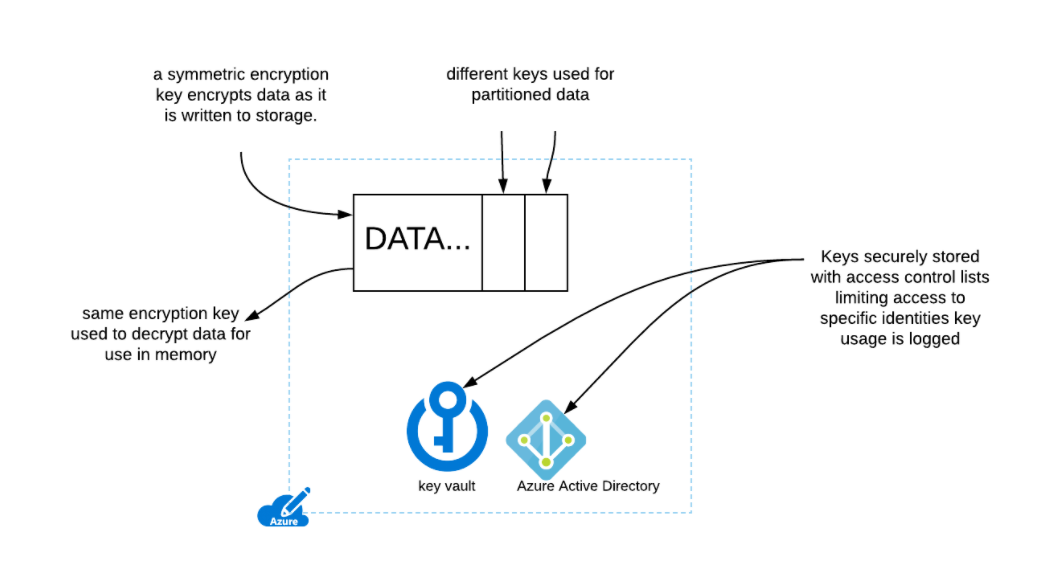 a symmetric encryption
key encrypts data as it
is written to storage.
different keys used for
partitioned data
DATA...
Keys securely stored
with access control lists
limiting access to
specific identities key
usage is logged
same encryption key
used to decrypt data for
use in memory
key vault
Azure Active Directory
Azure